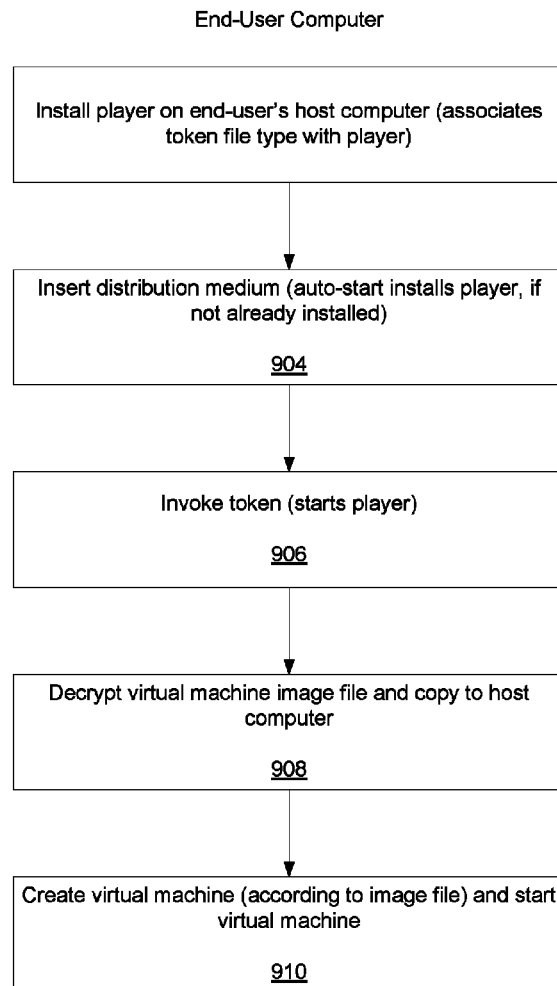 End-User Computer
Install player on end-user's host computer (associates
token file type with player)
Insert distribution medium (auto-start installs player, if
not already installed)
904
Invoke token (starts player)
906
Decrypt virtual machine image file and copy to host
computer
908
Create virtual machine (according to image file) and start
virtual machine
910